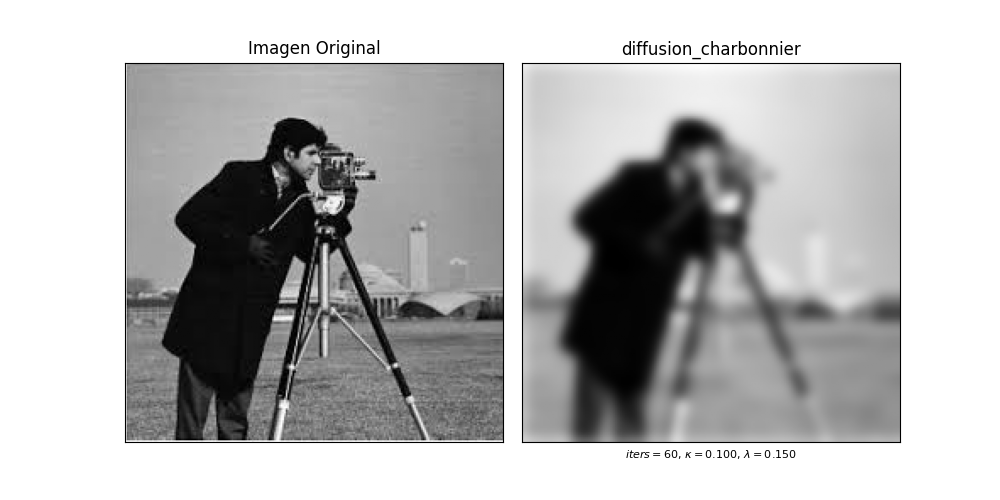 Imagen Original
diffusion_charbonnier
iters = 60, κ = 0.100, λ = 0.150